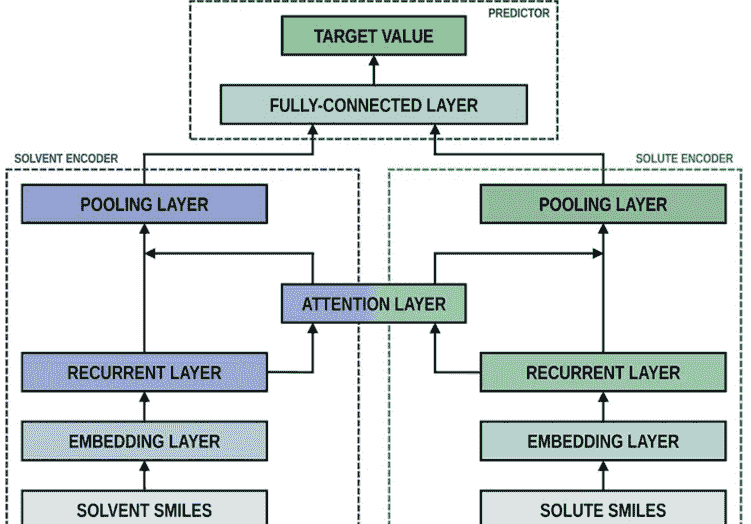 PREDICTOR
TARGET VALUE
FULLY-CONNECTED LAYER
SOLVENT ENCODER
SOLUTE ENCODER
POOLING LAYER
POOLING LAYER
ATTENTION LAYER
RECURRENT LAYER
RECURRENT LAYER
EMBEDDING LAYER
EMBEDDING LAYER
SOLVENT SMILES
SOLUTE SMILES